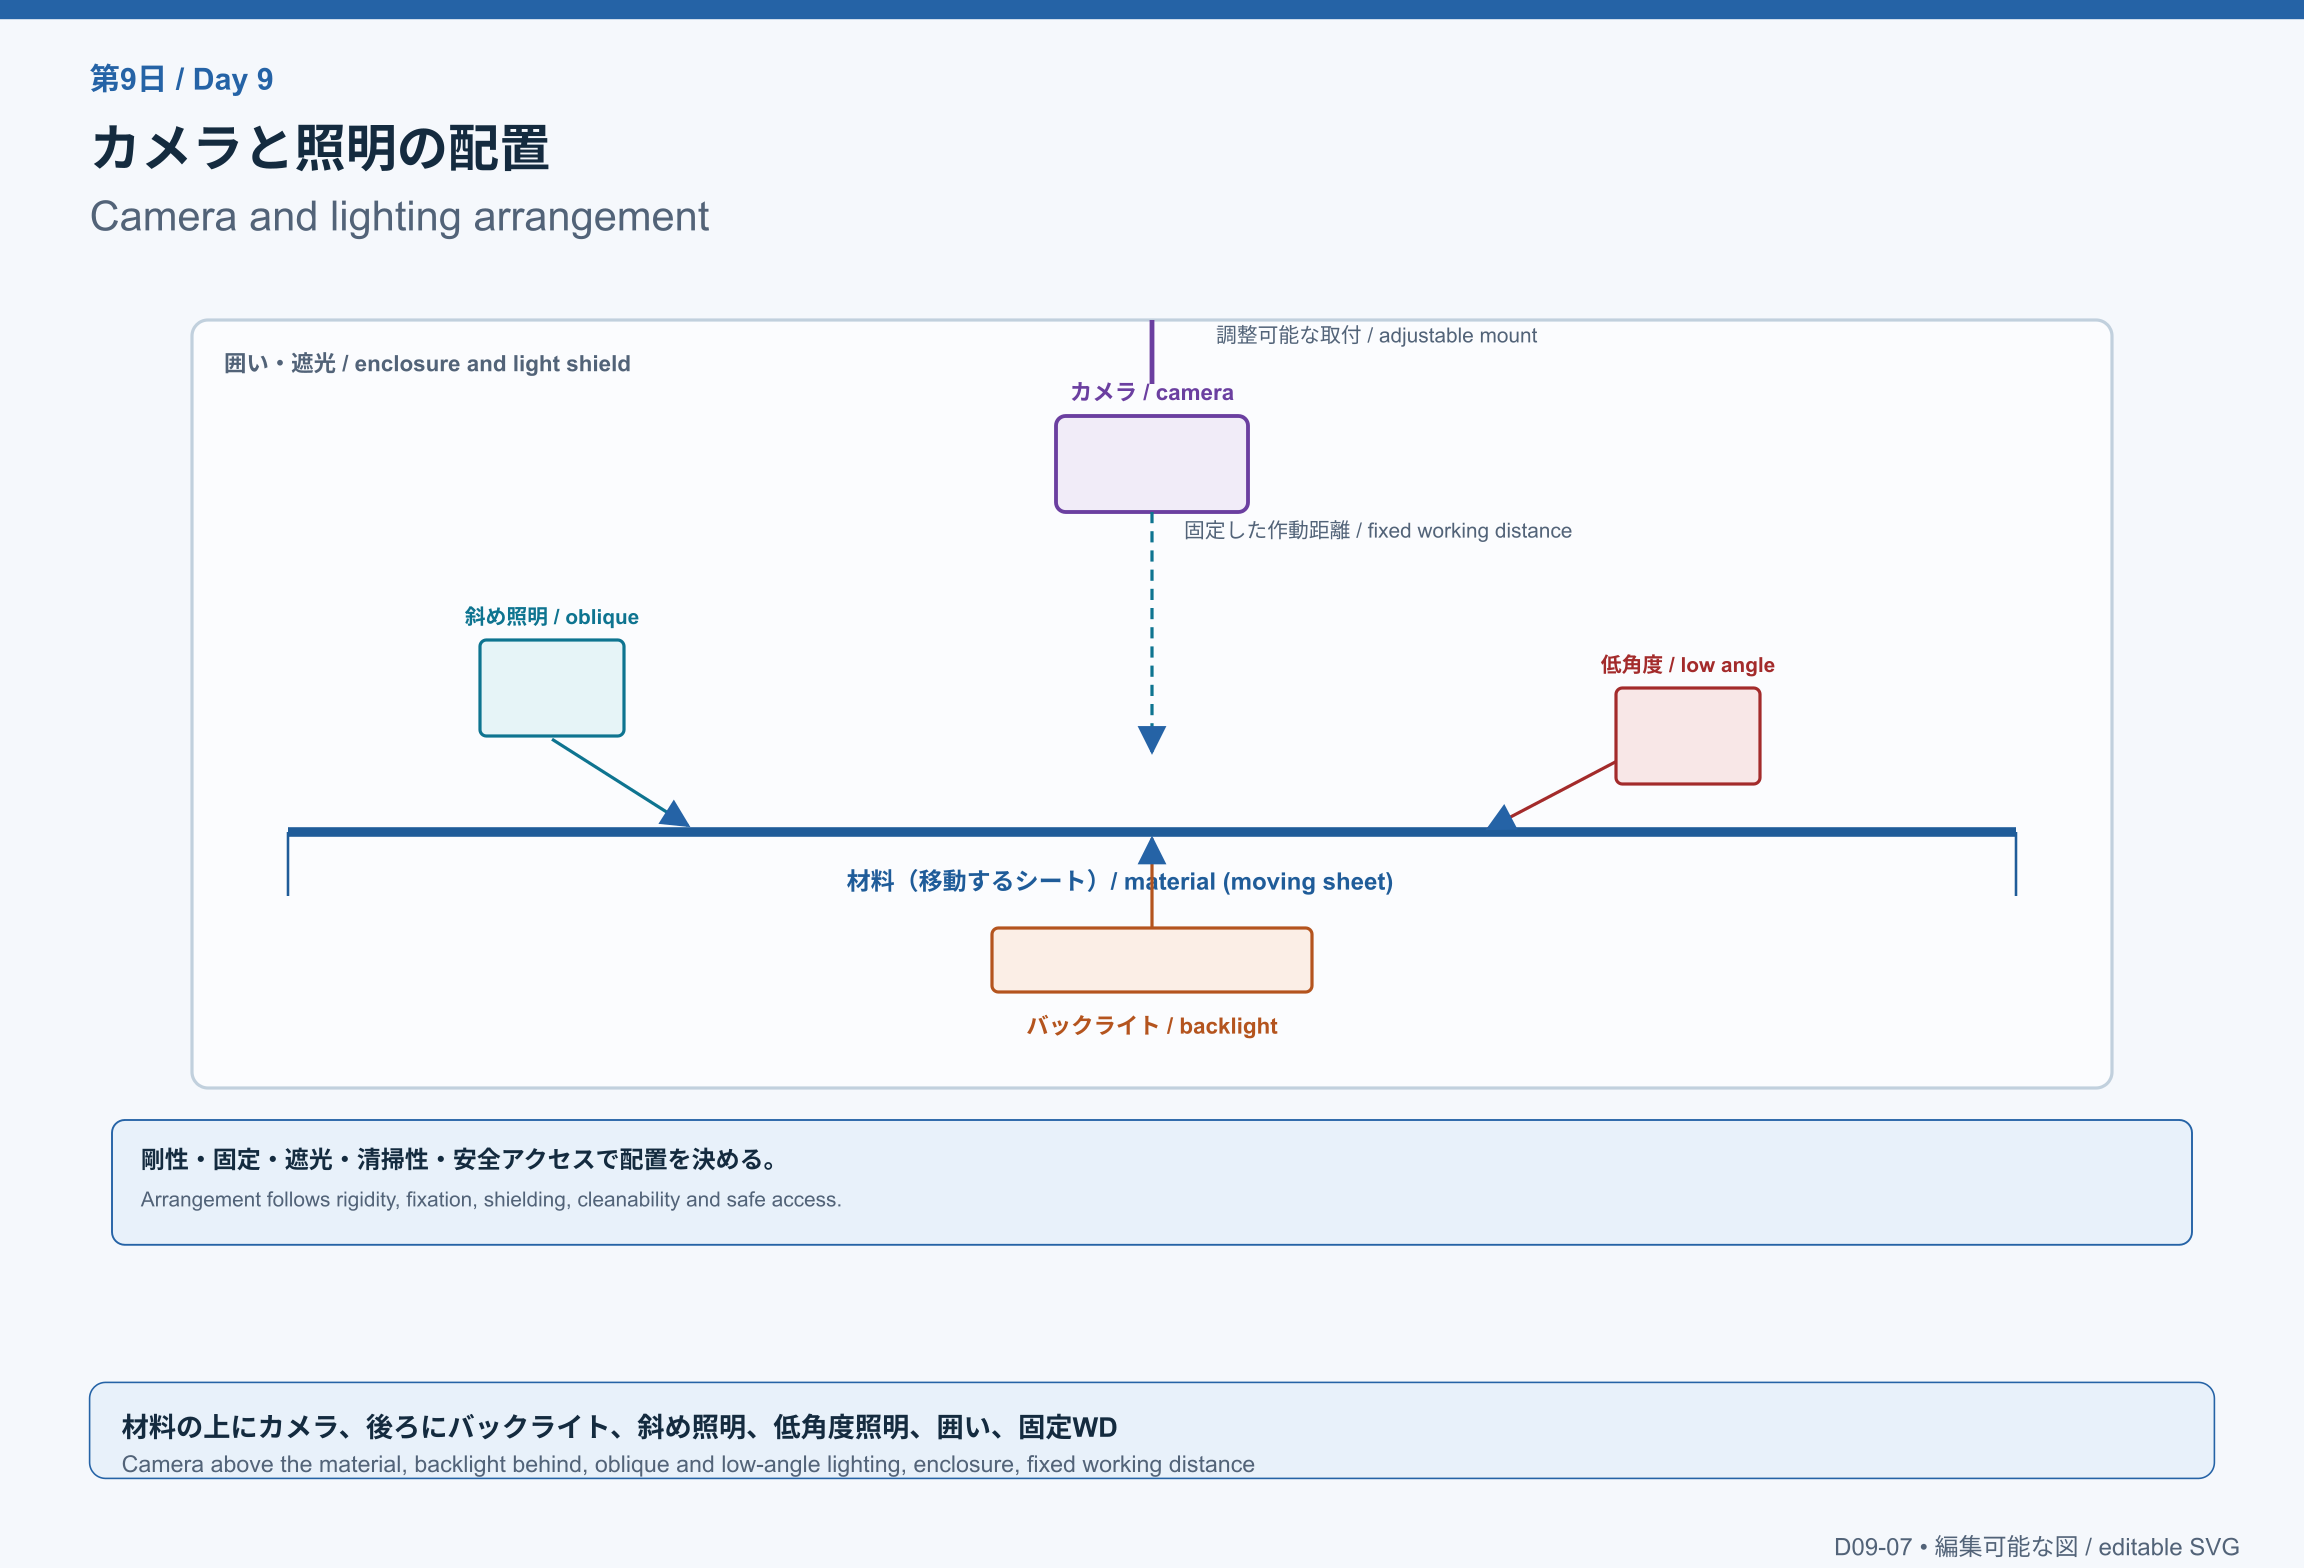 第9日 / Day 9
カメラと照明の配置
Camera and lighting arrangement
調整可能な取付 / adjustable mount
囲い・遮光 / enclosure and light shield
カメラ / camera
固定した作動距離 / fixed working distance
斜め照明 / oblique
低角度 / low angle
材料（移動するシート）/ material (moving sheet)
バックライト / backlight
剛性・固定・遮光・清掃性・安全アクセスで配置を決める。
Arrangement follows rigidity, fixation, shielding, cleanability and safe access.
材料の上にカメラ、後ろにバックライト、斜め照明、低角度照明、囲い、固定WD
Camera above the material, backlight behind, oblique and low-angle lighting, enclosure, fixed working distance
D09-07 • 編集可能な図 / editable SVG